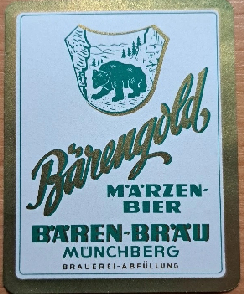 Bärengold
MÄRZEN-
BIER
BÄREN-BRÄU
MÜNCHBERG
BRAUEREI-ABFÜLLUNG